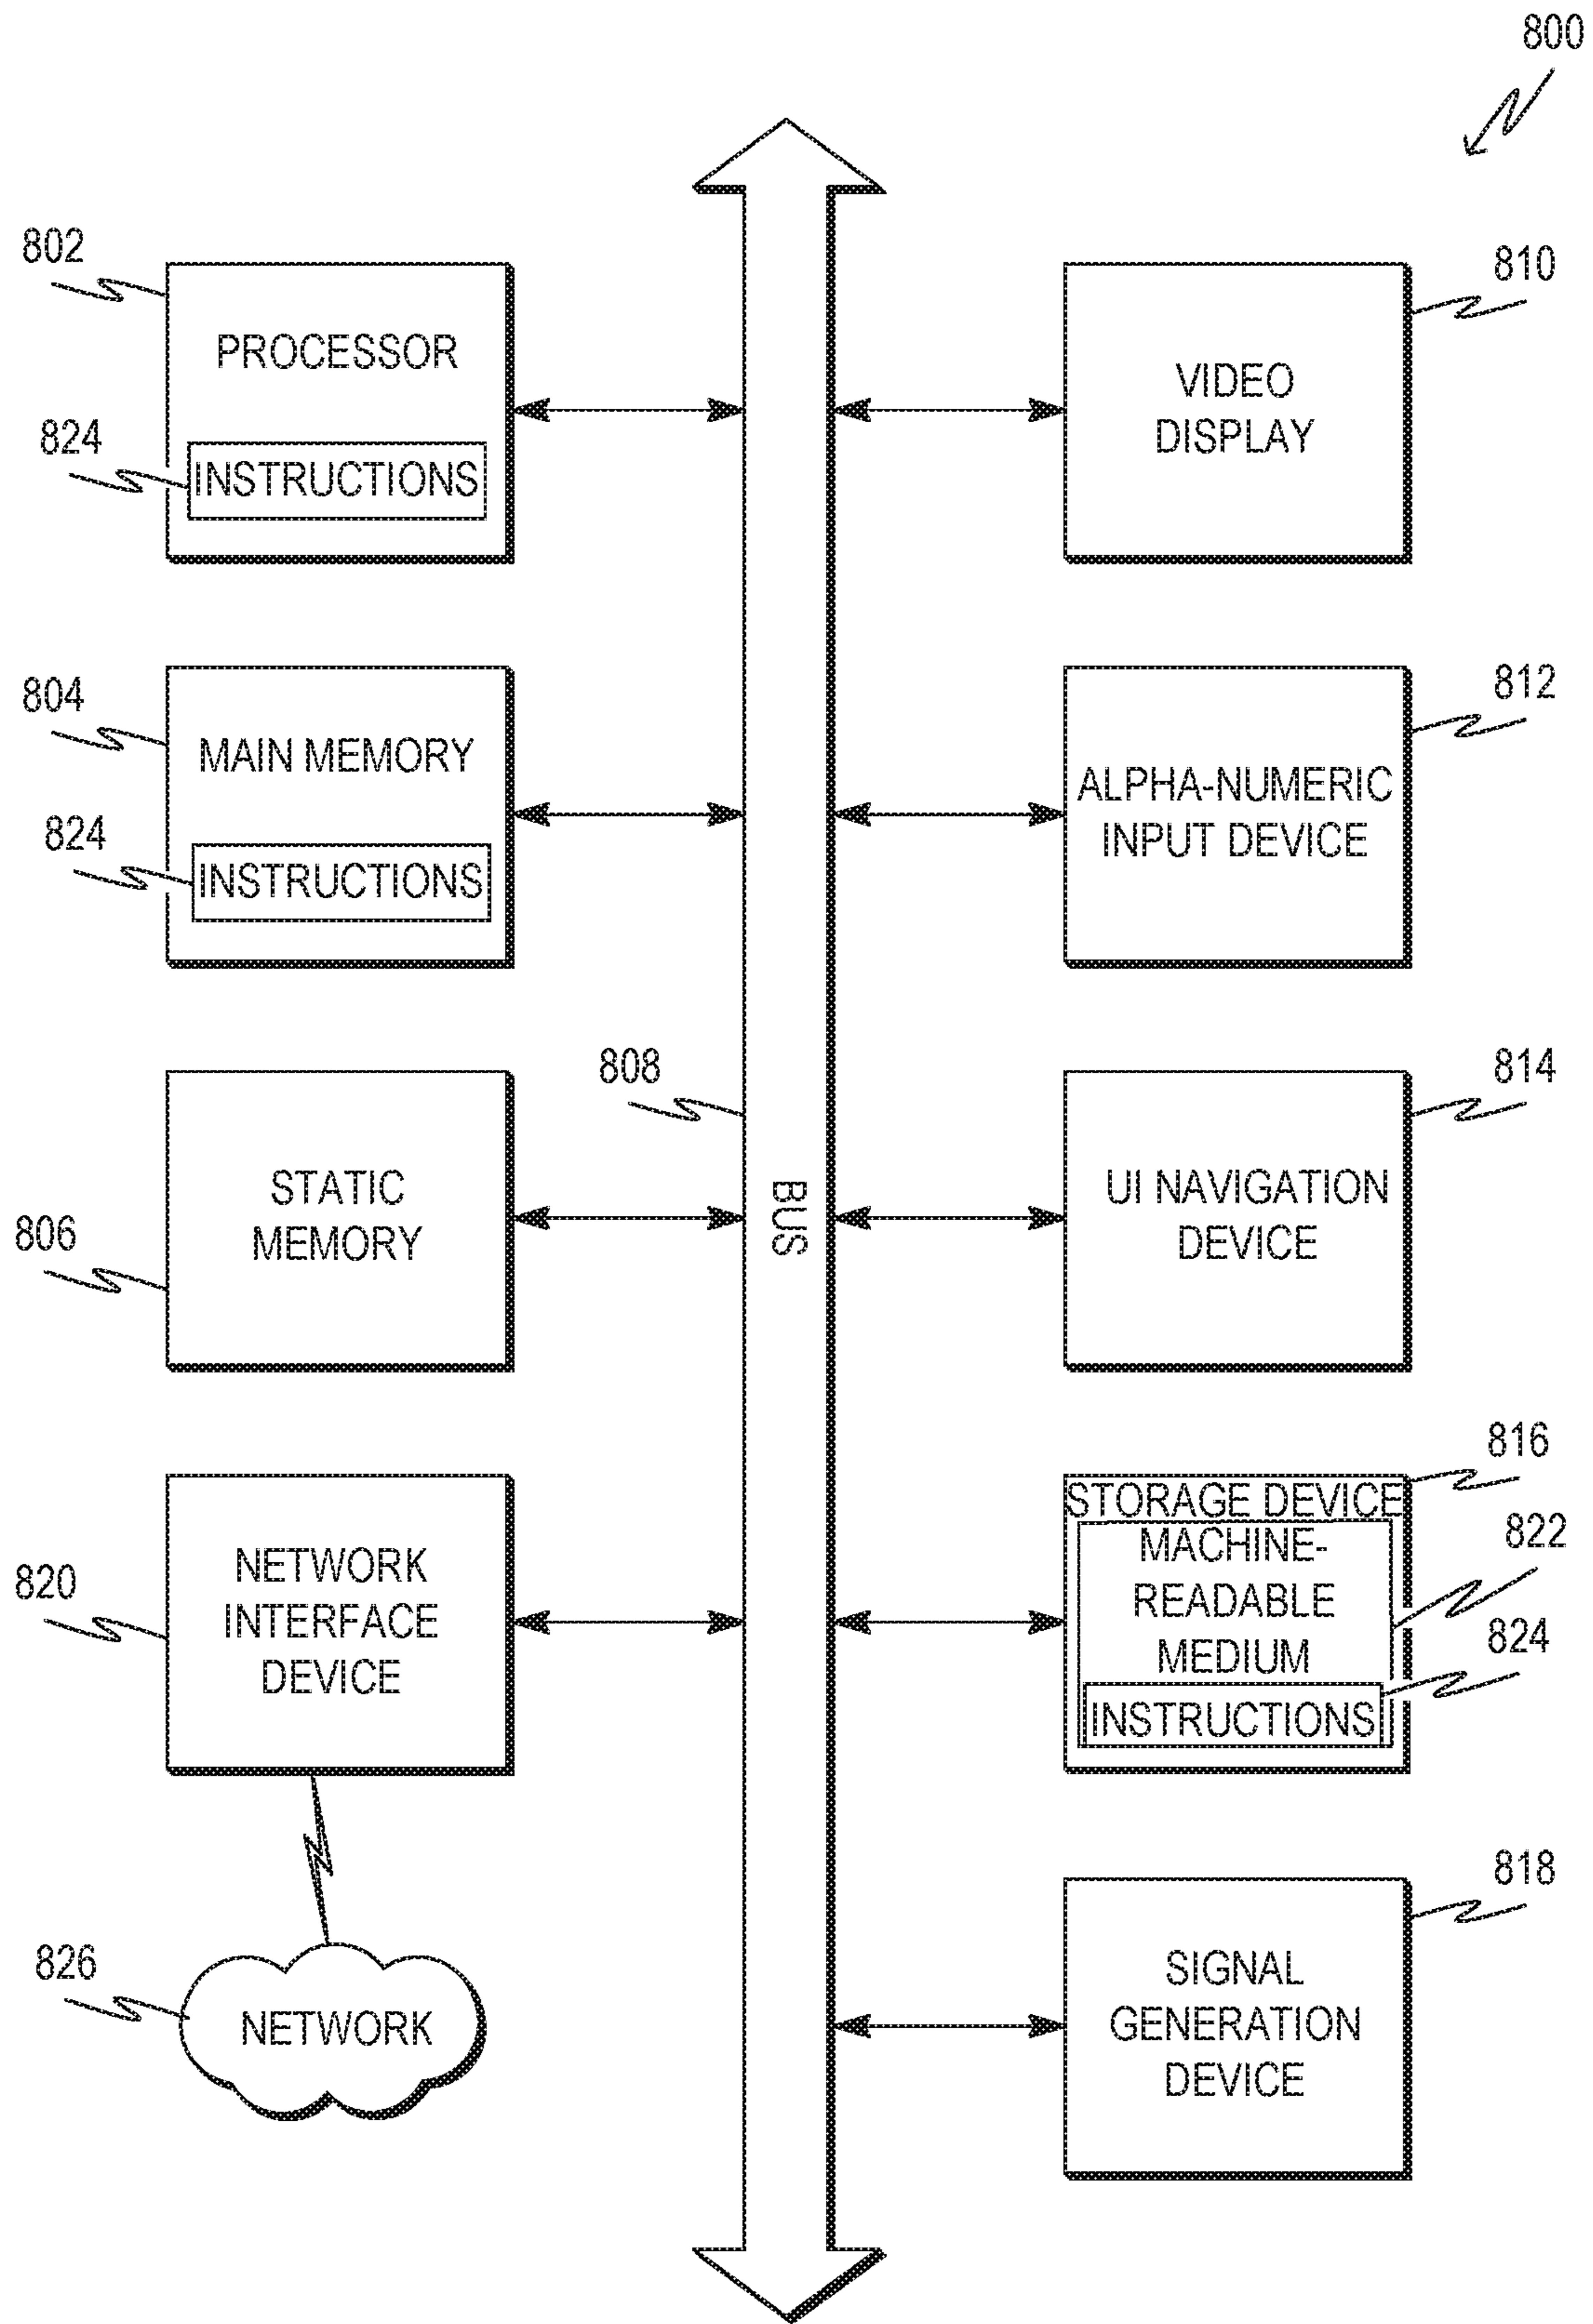 800
802
PROCESSOR
824
INSTRUCTIONS
810
VIDEO
DISPLAY
804
MAIN MEMORY
824
INSTRUCTIONS
812
ALPHA-NUMERIC
INPUT DEVICE
806
STATIC
MEMORY
808
BUS
814
UI NAVIGATION
DEVICE
820
NETWORK
INTERFACE
DEVICE
816
STORAGE DEVICE
822
MACHINE-
READABLE
MEDIUM
824
INSTRUCTIONS
826
NETWORK
818
SIGNAL
GENERATION
DEVICE